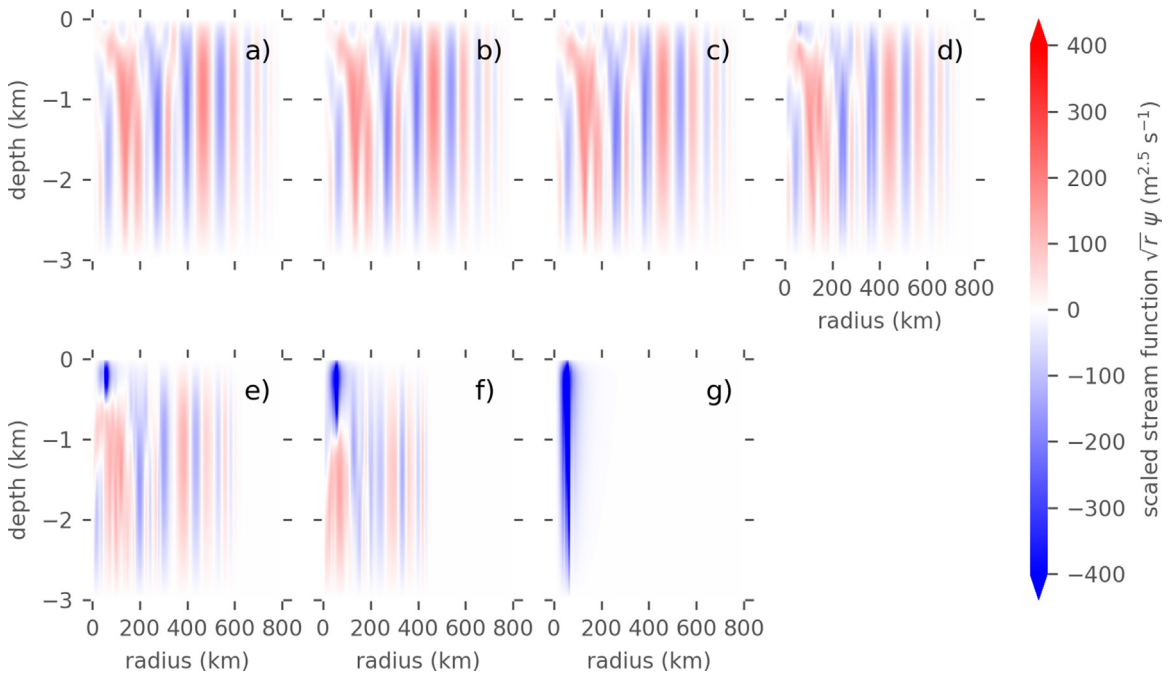 a)
b)
c)
d)
0
−1
−2
−3
depth (km)
0 200 400 600 800
radius (km)
e)
f)
g)
0
−1
−2
−3
depth (km)
0 200 400 600 800
0 200 400 600 800
0 200 400 600 800
radius (km)
radius (km)
radius (km)
400
300
200
100
0
−100
−200
−300
−400
scaled stream function √r ψ (m^2.5 s^−1)